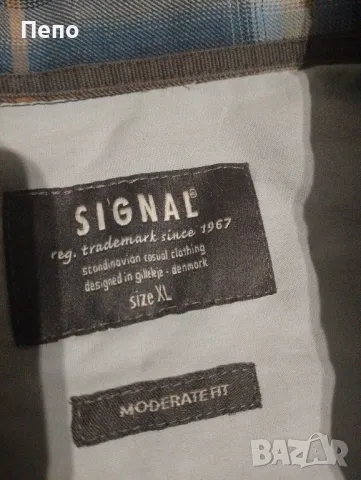 Пепо
SIGNAL®
reg. trademark since 1967
scandinavian casual clothing
designed in gilleleje - denmark
size XL
MODERATE FIT
BAZAR